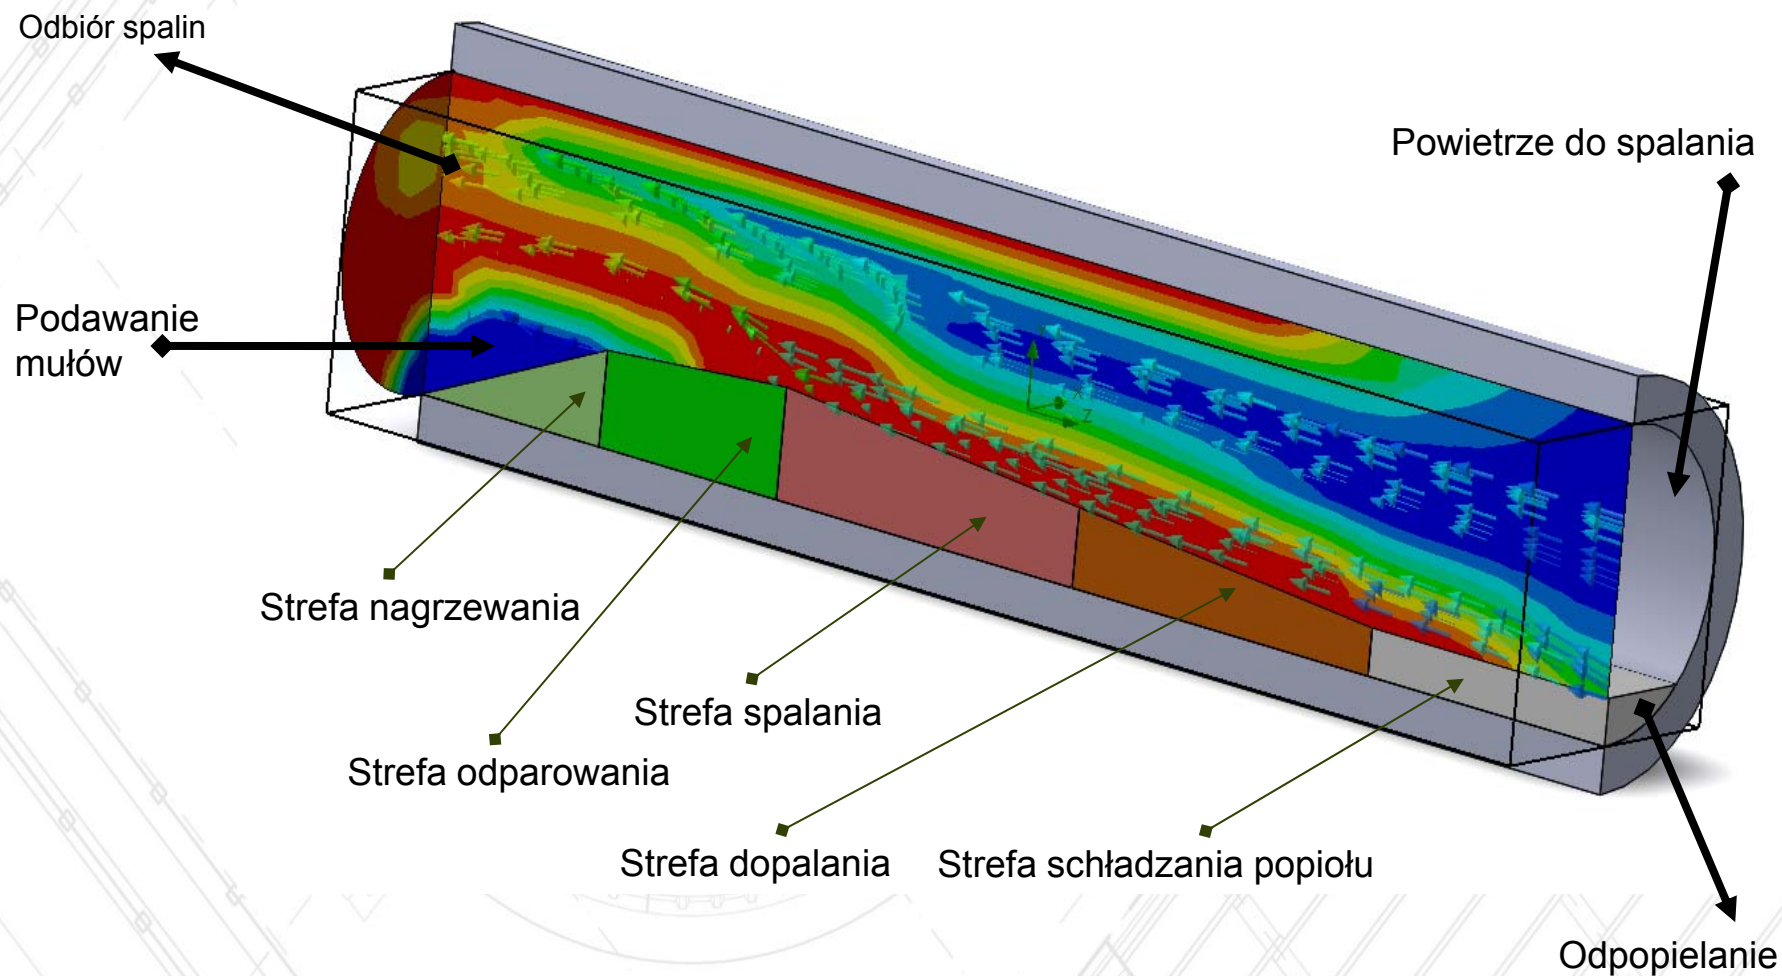 Odbiór spalin
Powietrze do spalania
Podawanie
mułów
X
Z
Strefa nagrzewania
Strefa spalania
Strefa odparowania
Strefa dopalania
Strefa schładzania popiołu
Odpopielanie